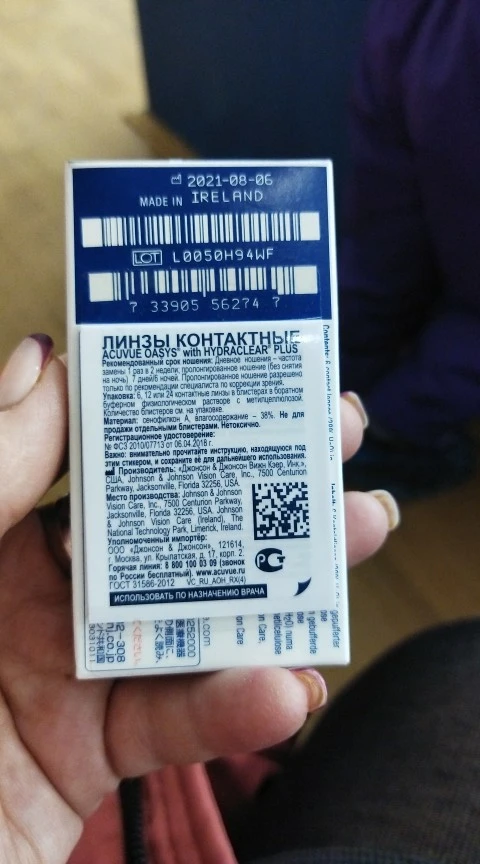 2021-08-06
MADE IN IRELAND
LOT L0050H94WF
7 33905 56274 7
ЛИНЗЫ КОНТАКТНЫЕ
ACUVUE OASYS® with HYDRACLEAR® PLUS
Рекомендованный срок ношения: Дневное ношения – частота
замены 1 раз в 2 недели; пролонгированное ношение (без снятия
на ночь) 7 дней/6 ночей. Пролонгированное ношение разрешено
только по рекомендации специалиста по коррекции зрения.
Упаковка: 6, 12 или 24 контактные линзы в блистерах в боратном
буферном физиологическом растворе с метилцеллюлозой.
Количество блистеров см. на упаковке.
Материал: сенофилкон А, влагосодержание – 38%. Не для
продажи отдельными блистерами. Нетоксично.
Регистрационное удостоверение:
№ ФСЗ 2010/07713 от 06.04.2018 г.
Важно: внимательно прочитайте инструкцию, находящуюся под
этим стикером, и сохраните её для дальнейшего использования.
Производитель: «Джонсон & Джонсон Вижн Кэер, Инк.»,
США, Johnson & Johnson Vision Care, Inc., 7500 Centurion
Parkway, Jacksonville, Florida 32256, USA.
Место производства: Johnson & Johnson
Vision Care, Inc., 7500 Centurion Parkway,
Jacksonville, Florida 32256, USA, Johnson
& Johnson Vision Care (Ireland), The
National Technology Park, Limerick, Ireland.
Уполномоченный импортёр:
ООО «Джонсон & Джонсон», 121614,
г. Москва, ул. Крылатская, д. 17, корп. 2.
Горячая линия: 8 800 100 03 09 (звонок
по России бесплатный). www.acuvue.ru
ГОСТ 31586-2012 VC_RU_AOH_RX(4)
ИСПОЛЬЗОВАТЬ ПО НАЗНАЧЕНИЮ ВРАЧА